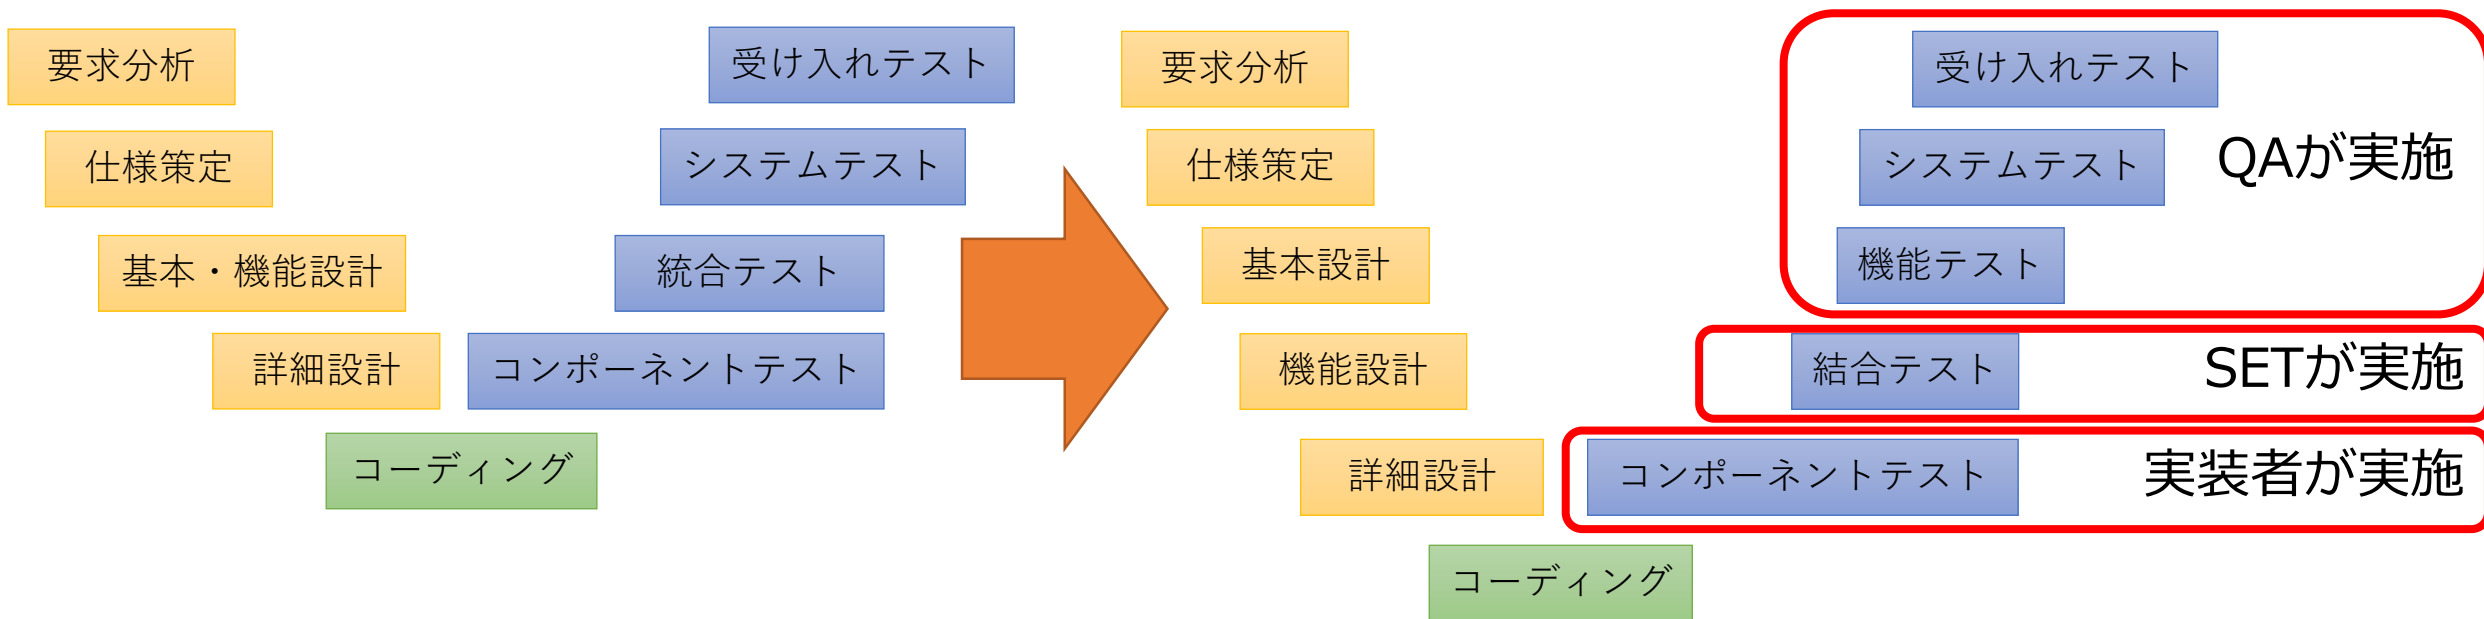 要求分析
仕様策定
基本・機能設計
詳細設計
コーディング
受け入れテスト
システムテスト
統合テスト
コンポーネントテスト
要求分析
仕様策定
基本設計
機能設計
詳細設計
コーディング
受け入れテスト
システムテスト
機能テスト
QAが実施
結合テスト
SETが実施
コンポーネントテスト
実装者が実施